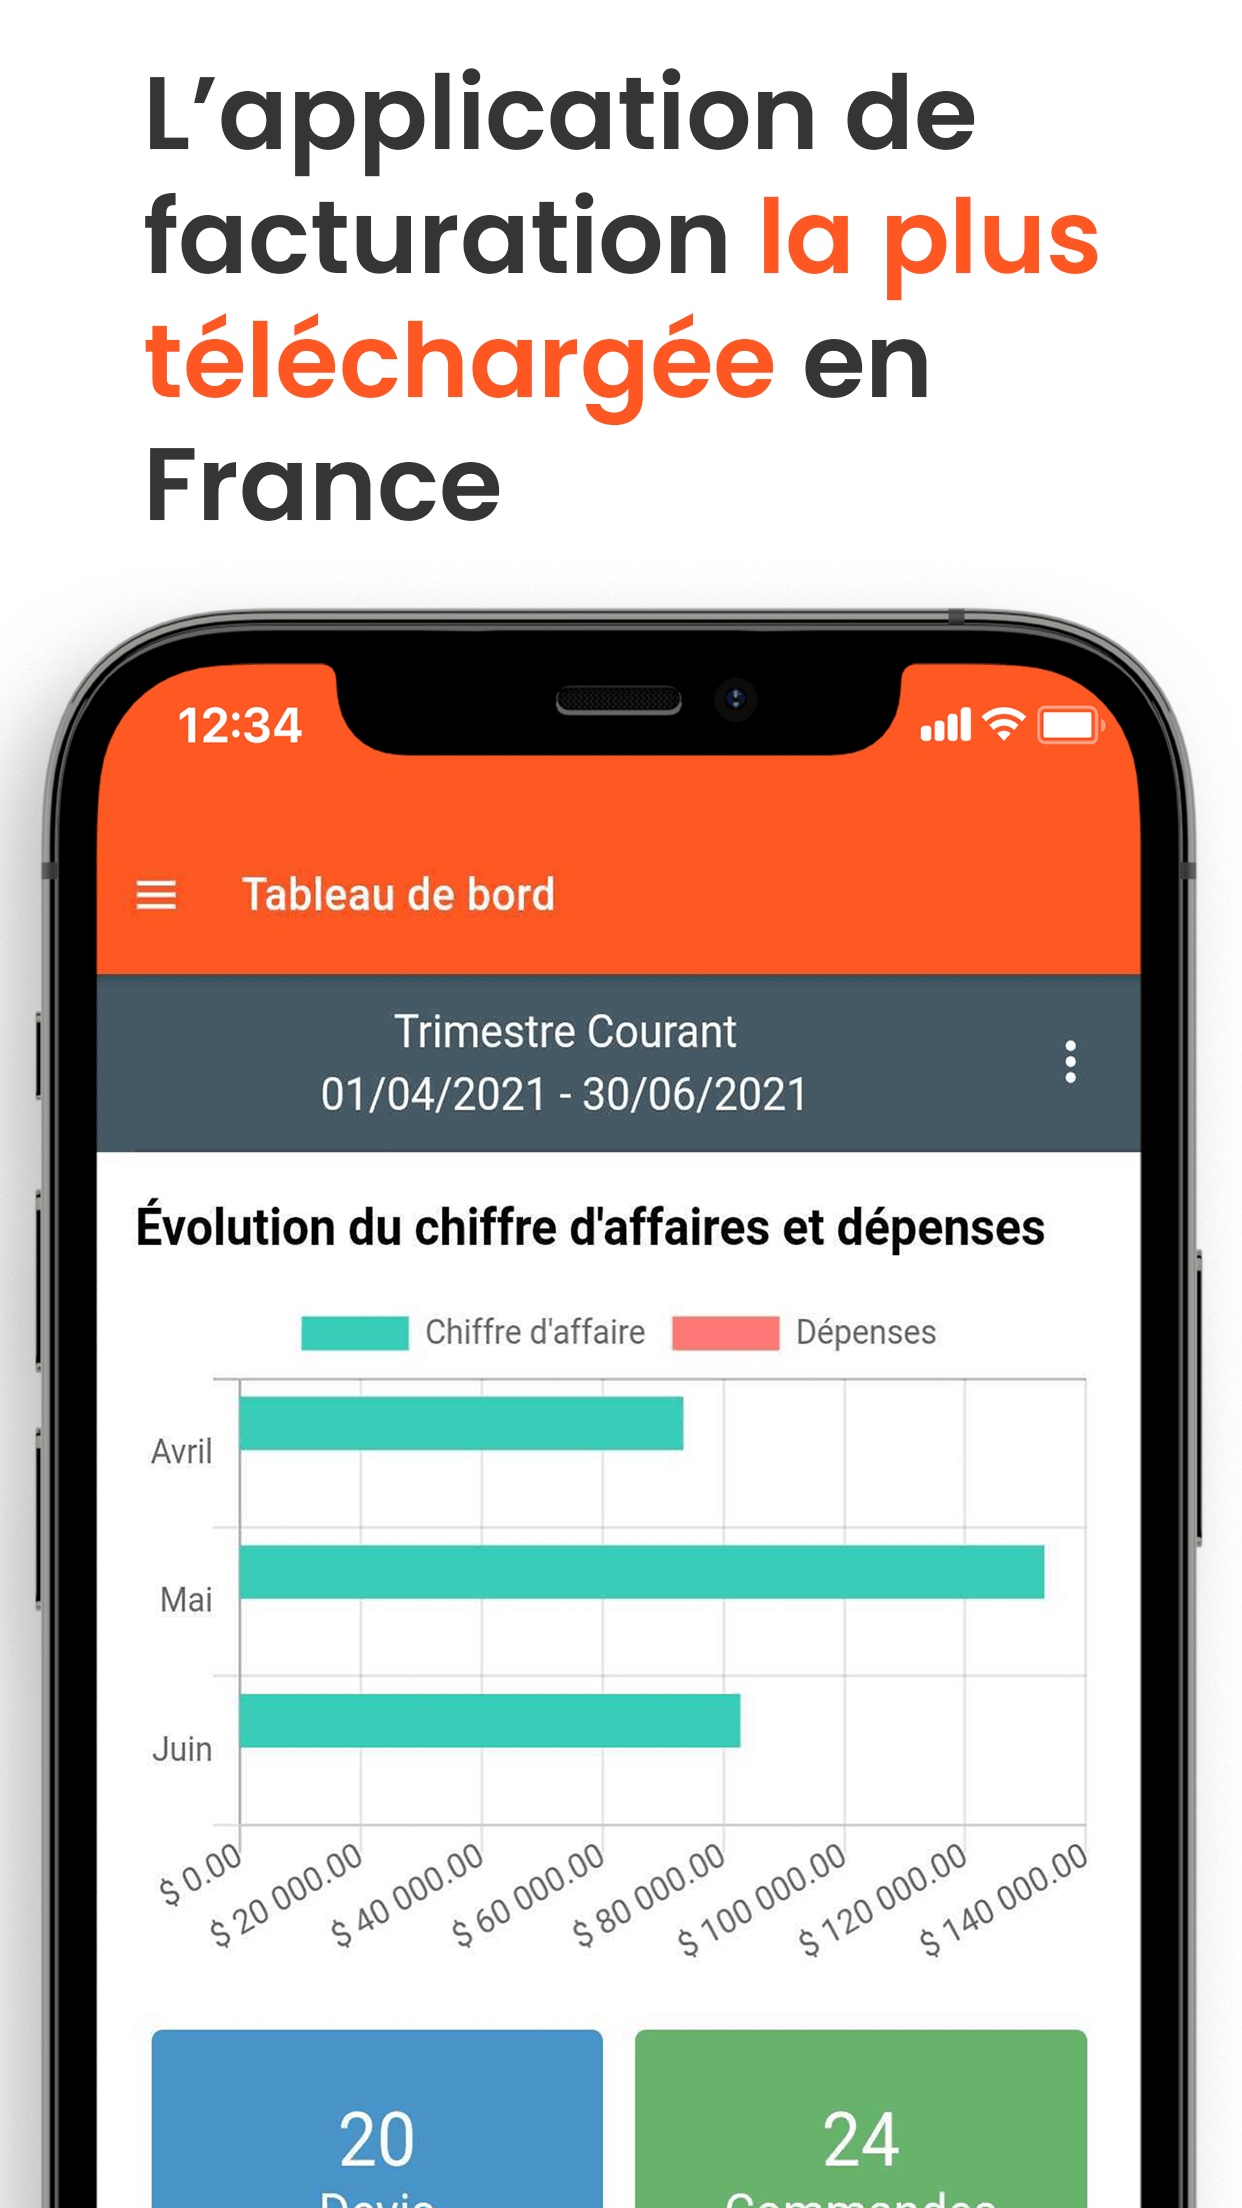 L’application de
facturation la plus
téléchargée en
France
12:34
Tableau de bord
Trimestre Courant
01/04/2021 - 30/06/2021
Évolution du chiffre d'affaires et dépenses
Chiffre d'affaire Dépenses
Avril
Mai
Juin
$ 0.00 $ 20 000.00 $ 40 000.00 $ 60 000.00 $ 80 000.00 $ 100 000.00 $ 120 000.00 $ 140 000.00
20 24
Devis Commandes